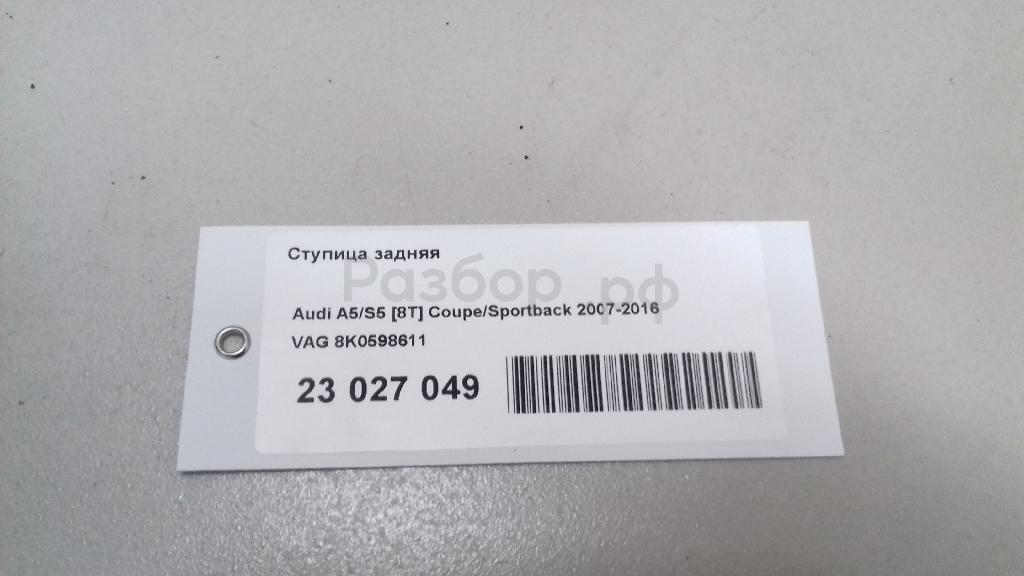 Ступица задняя
Разбор.рф
Audi A5/S5 [8T] Coupe/Sportback 2007-2016
VAG 8K0598611
23 027 049